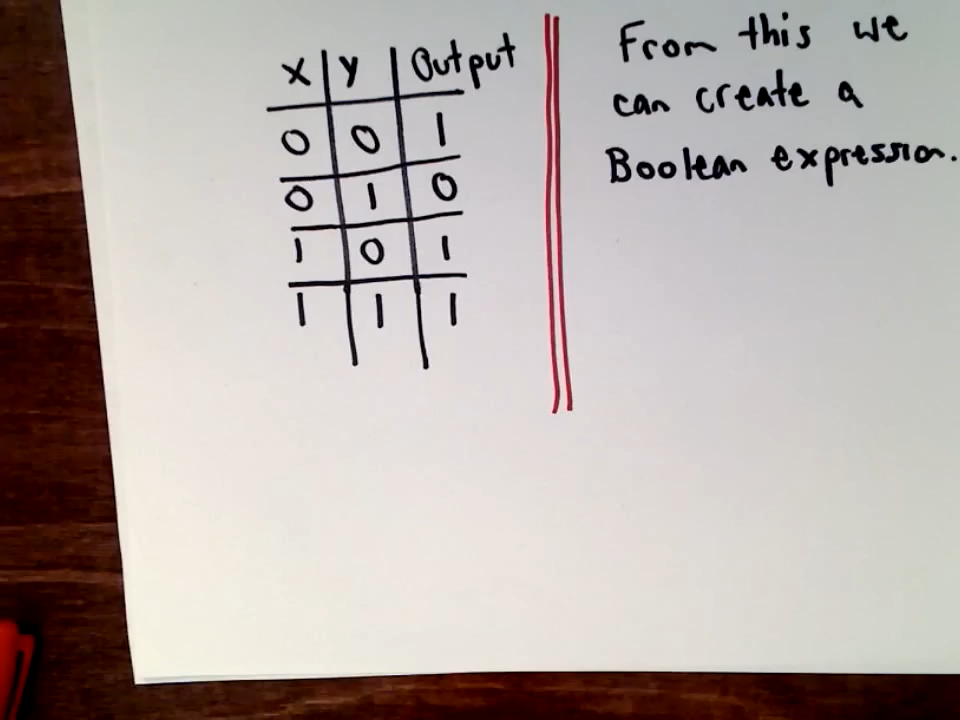 X Y Output
0 0 1
0 1 0
1 0 1
1 1 1
From this we
can create a
Boolean expression.